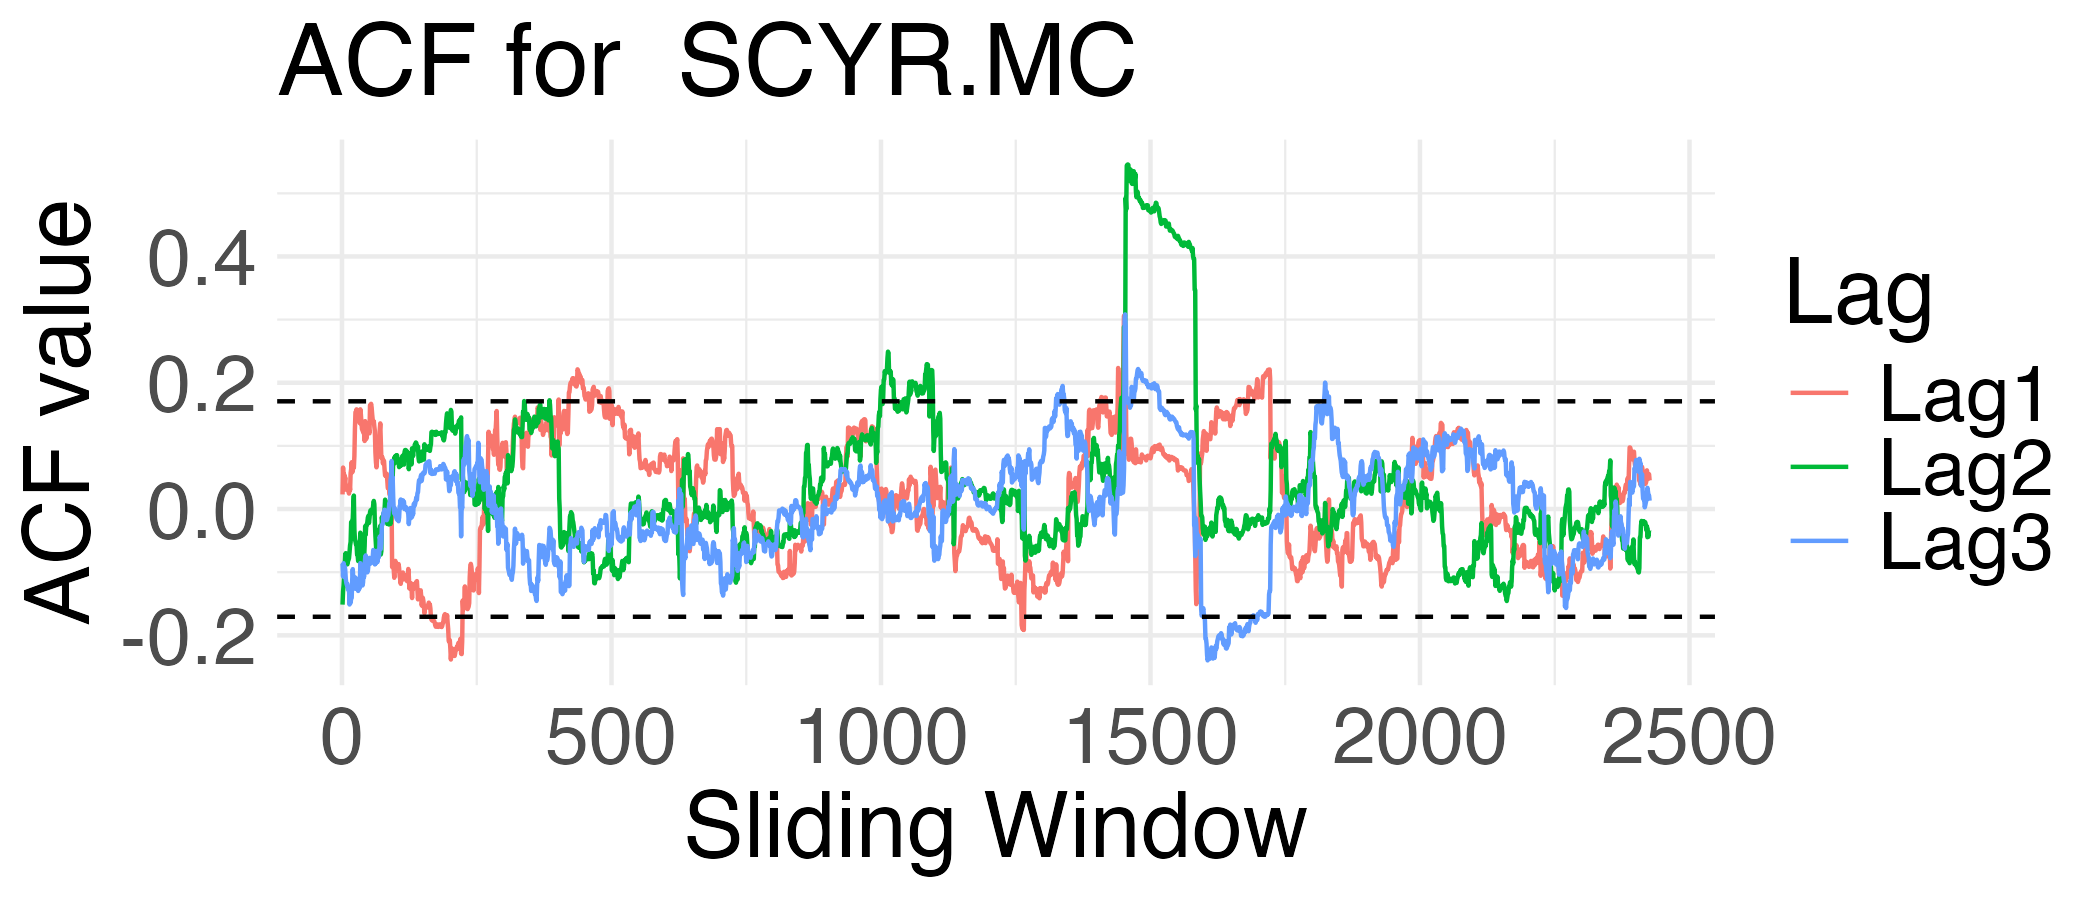 ACF for  SCYR.MC
ACF value
0.4
0.2
0.0
-0.2
0 500 1000 1500 2000 2500
Sliding Window
Lag
Lag1
Lag2
Lag3